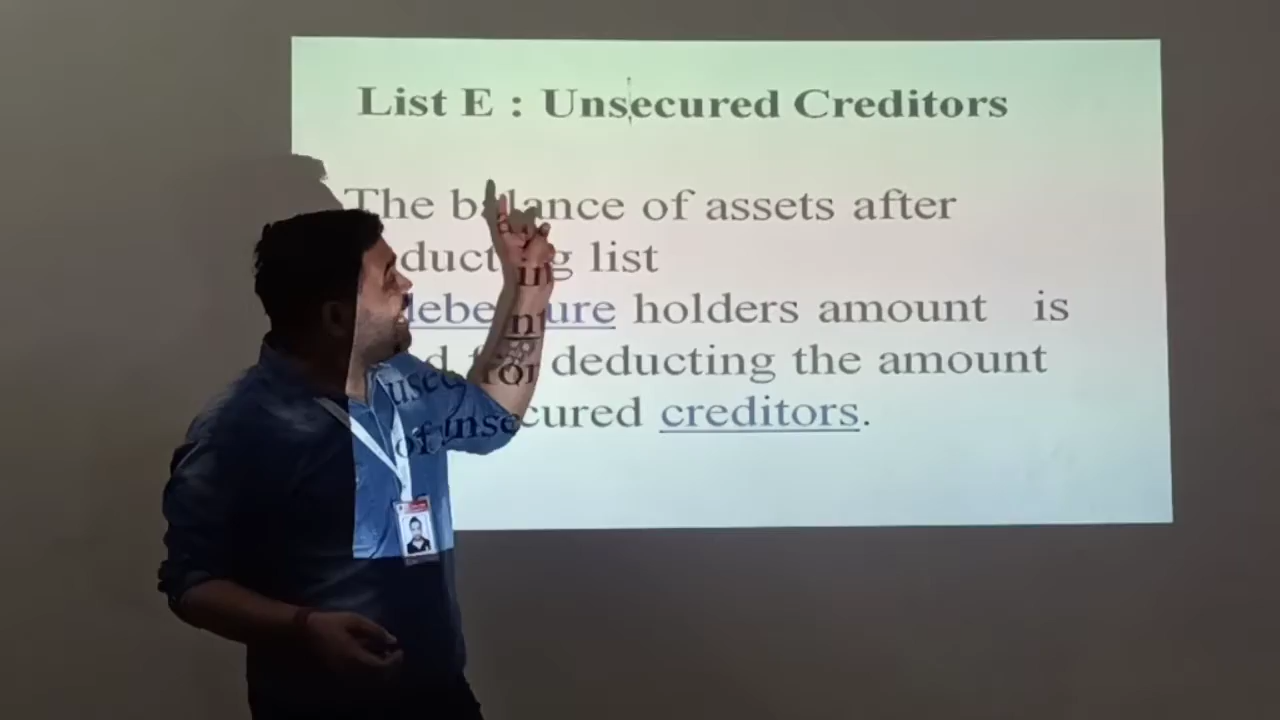 List E : Unsecured Creditors
The balance of assets after
deducting list
debenture holders amount is
used for deducting the amount
of unsecured creditors.